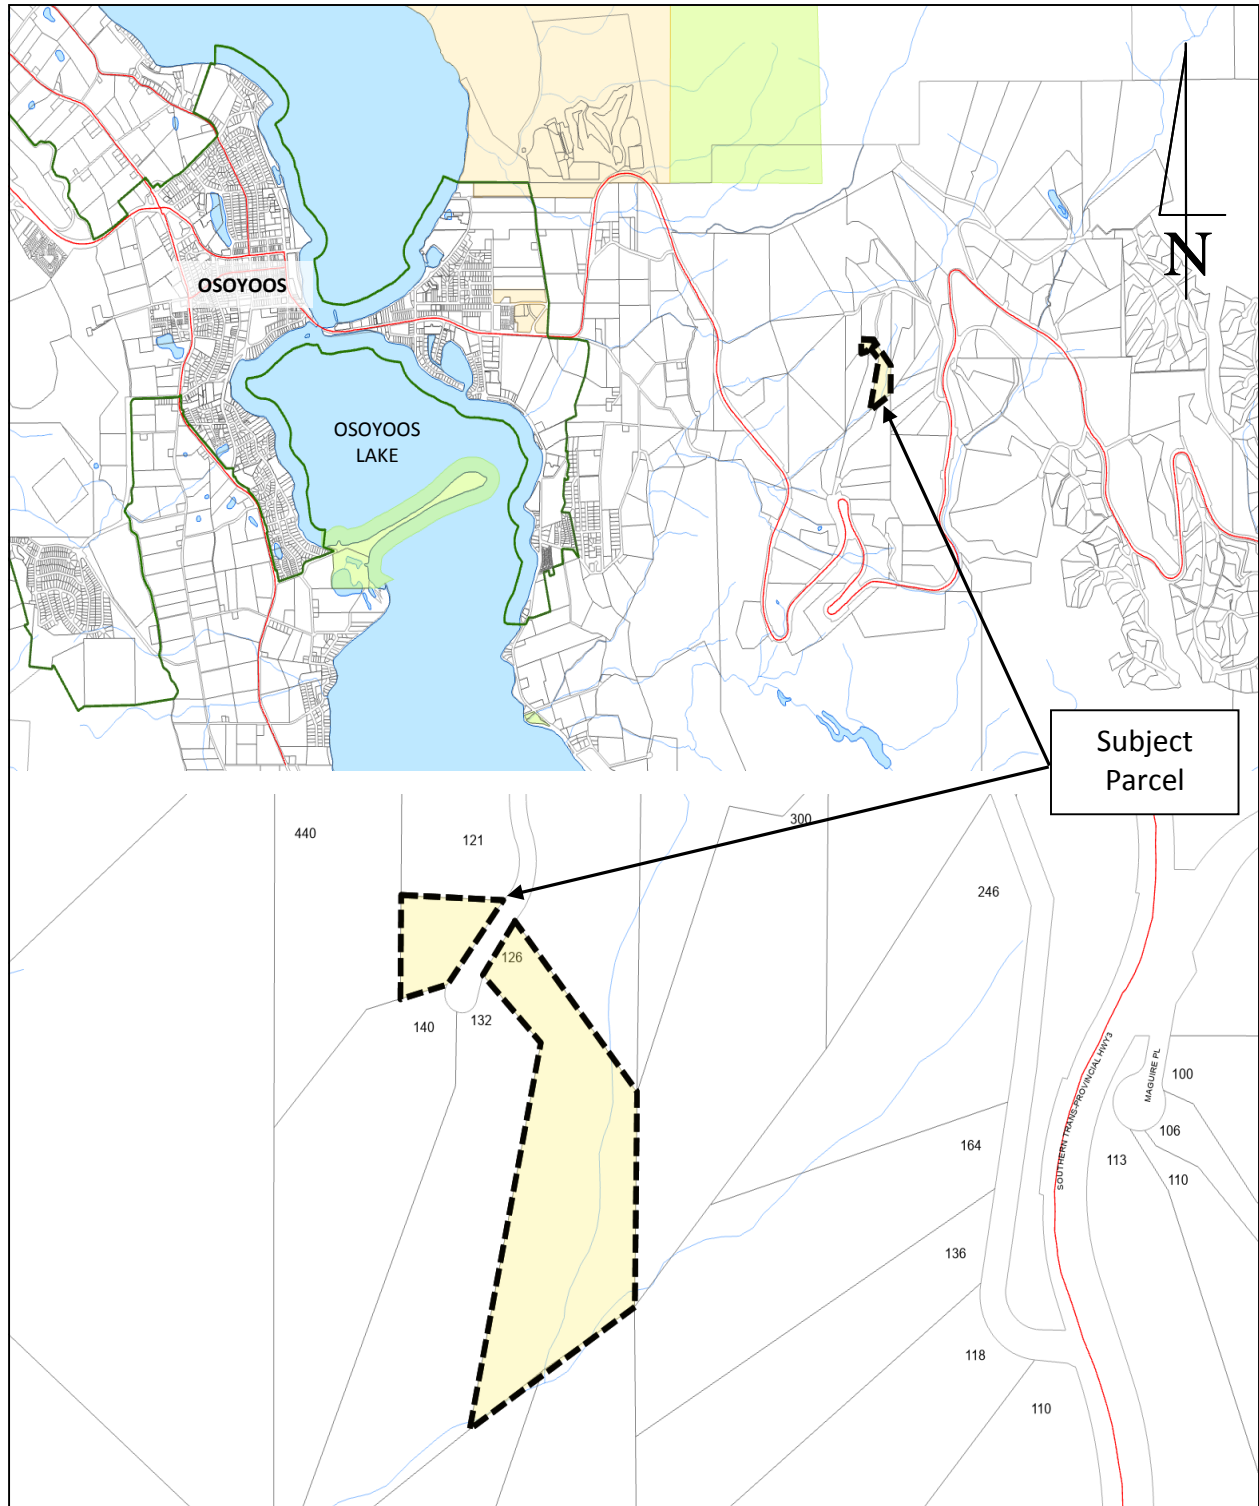 N
OSOYOOS
OSOYOOS
LAKE
Subject
Parcel
440
121
300
246
126
140
132
SOUTHERN TRANS-PROVINCIAL HWY3
MAGUIRE PL
100
106
164
113
110
136
118
110